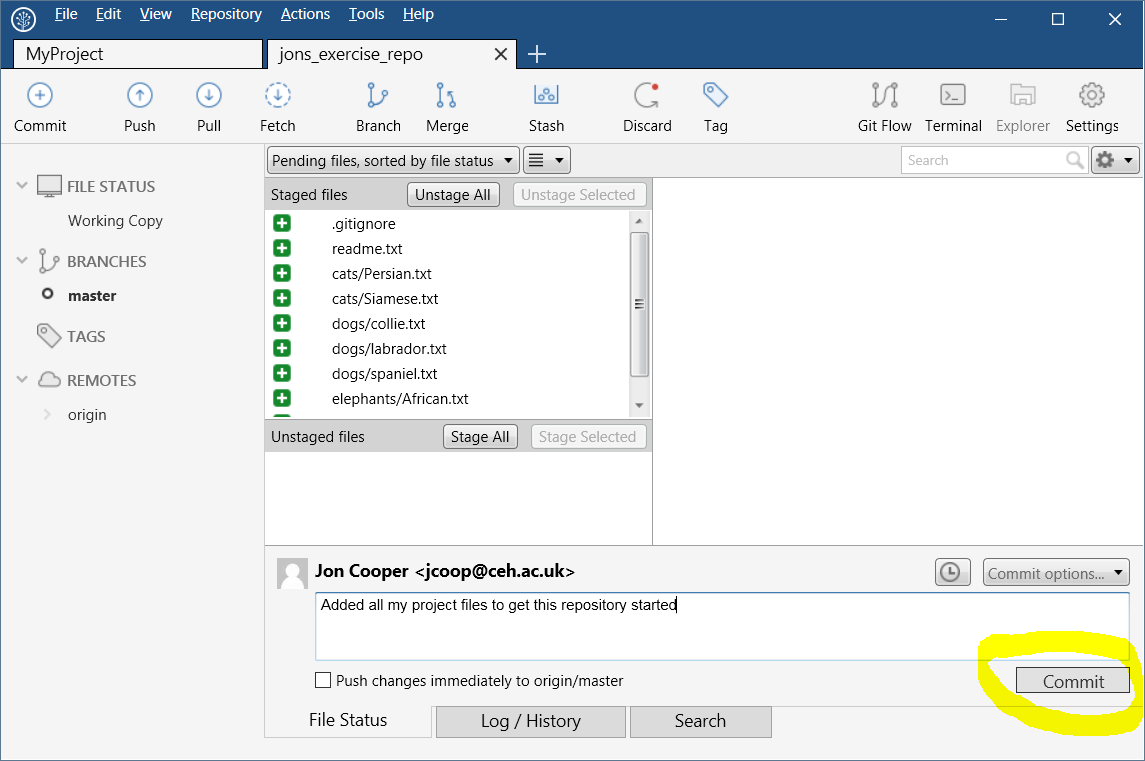 File Edit View Repository Actions Tools Help
MyProject jons_exercise_repo
Commit Push Pull Fetch Branch Merge Stash Discard Tag Git Flow Terminal Explorer Settings
Pending files, sorted by file status Search
FILE STATUS
Working Copy
BRANCHES
master
TAGS
REMOTES
origin
Staged files Unstage All Unstage Selected
.gitignore
readme.txt
cats/Persian.txt
cats/Siamese.txt
dogs/collie.txt
dogs/labrador.txt
dogs/spaniel.txt
elephants/African.txt
Unstaged files Stage All Stage Selected
Jon Cooper <jcoop@ceh.ac.uk> Commit options...
Added all my project files to get this repository started
Push changes immediately to origin/master Commit
File Status Log / History Search